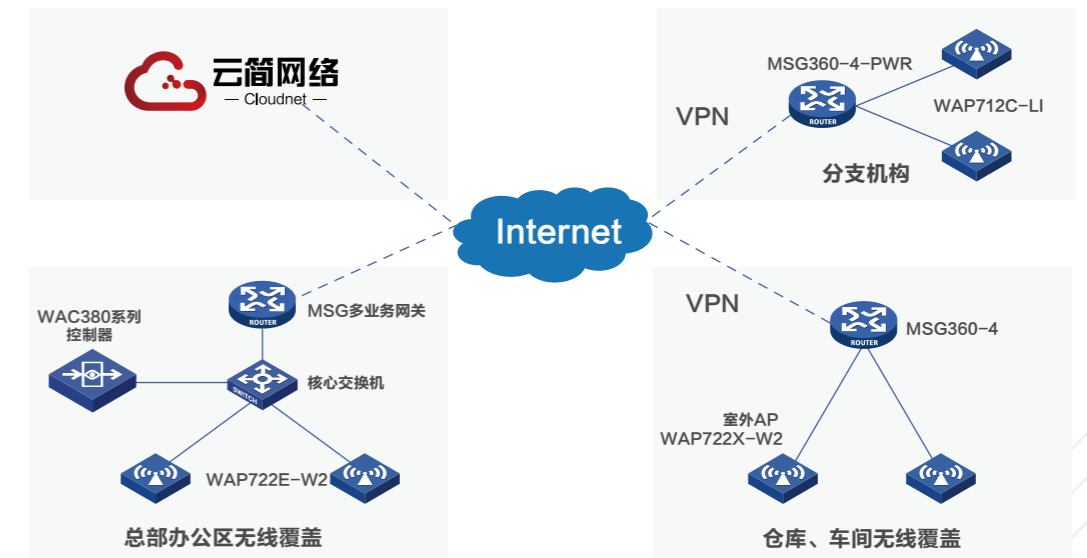 云简网络
Cloudnet
MSG360-4-PWR
ROUTER
WAP712C-LI
VPN
分支机构
Internet
WAC380系列
控制器
ROUTER
MSG多业务网关
SWITCH
核心交换机
WAP722E-W2
总部办公区无线覆盖
VPN
ROUTER
MSG360-4
室外AP
WAP722X-W2
仓库、车间无线覆盖